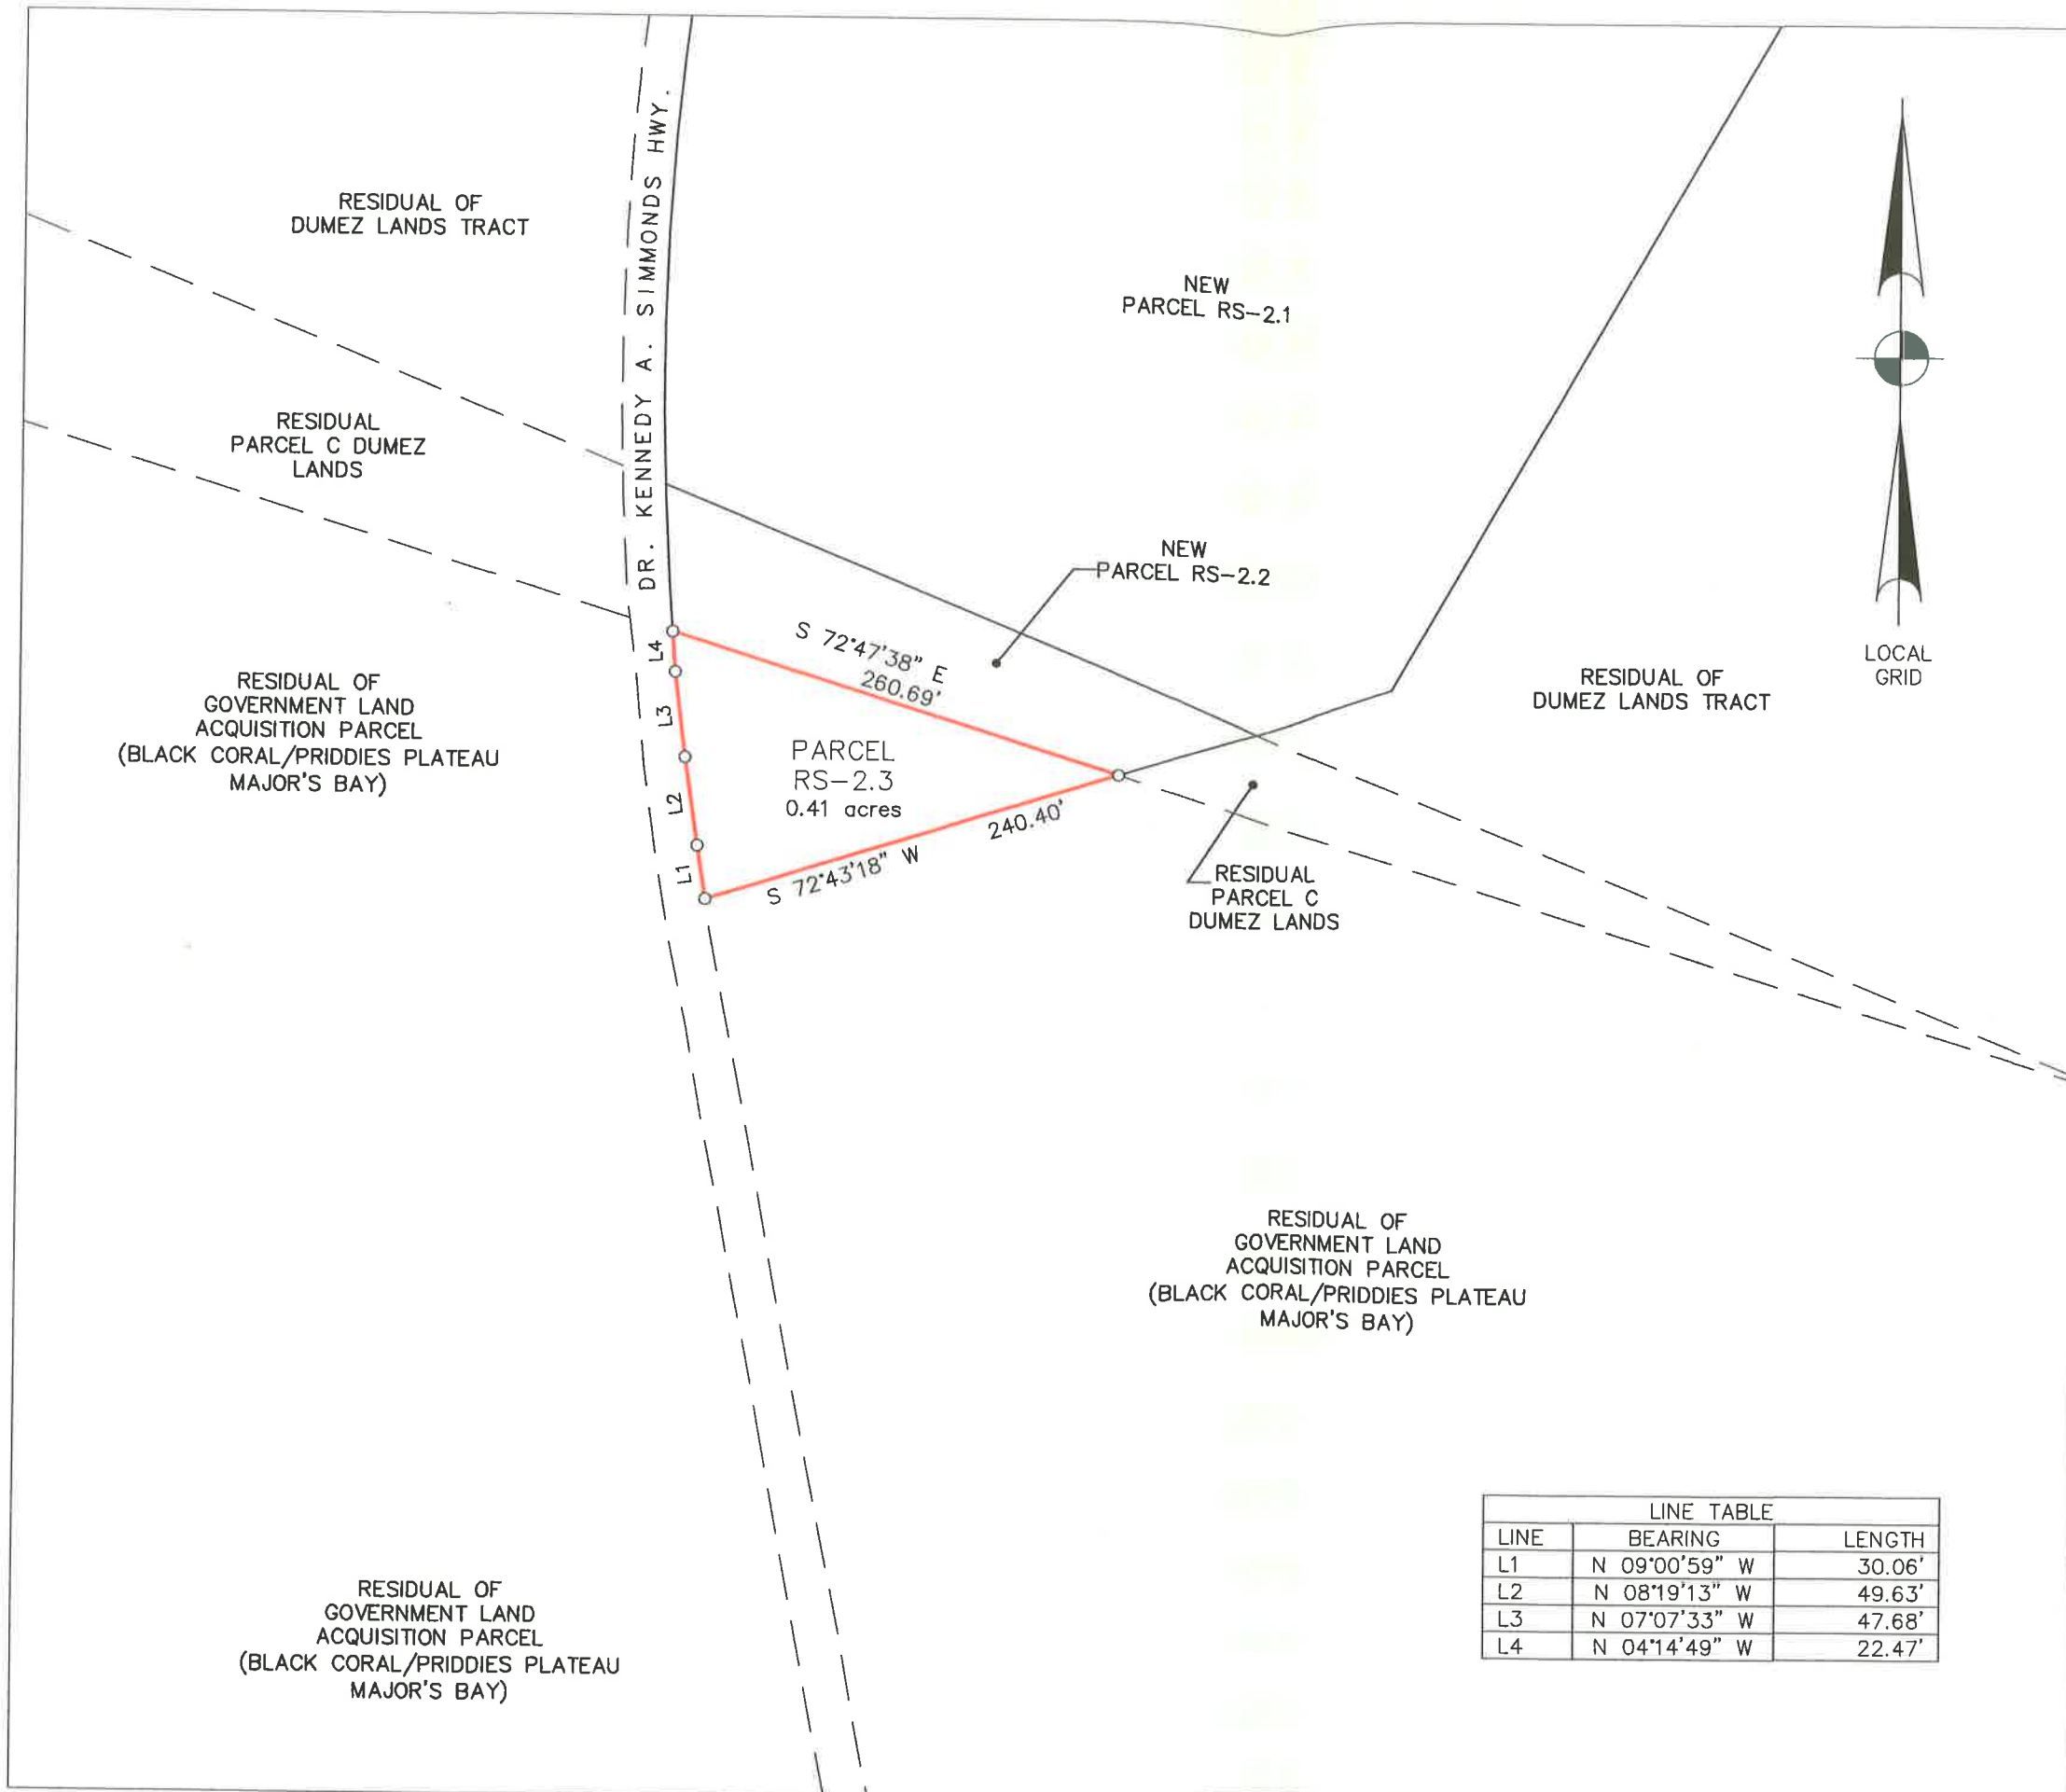 DR. KENNEDY A. SIMMONDS HWY.
RESIDUAL OF
DUMEZ LANDS TRACT
NEW
PARCEL RS-2.1
RESIDUAL
PARCEL C DUMEZ
LANDS
NEW
PARCEL RS-2.2
LOCAL
GRID
RESIDUAL OF
DUMEZ LANDS TRACT
RESIDUAL OF
GOVERNMENT LAND
ACQUISITION PARCEL
(BLACK CORAL/PRIDDIES PLATEAU
MAJOR'S BAY)
S 72°47'38" E
260.69'
L4
L3
L2
L1
PARCEL
RS-2.3
0.41 acres
S 72°43'18" W
240.40'
RESIDUAL
PARCEL C
DUMEZ LANDS
RESIDUAL OF
GOVERNMENT LAND
ACQUISITION PARCEL
(BLACK CORAL/PRIDDIES PLATEAU
MAJOR'S BAY)
LINE TABLE
LINE BEARING LENGTH
L1 N 09°00'59" W 30.06'
L2 N 08°19'13" W 49.63'
L3 N 07°07'33" W 47.68'
L4 N 04°14'49" W 22.47'
RESIDUAL OF
GOVERNMENT LAND
ACQUISITION PARCEL
(BLACK CORAL/PRIDDIES PLATEAU
MAJOR'S BAY)